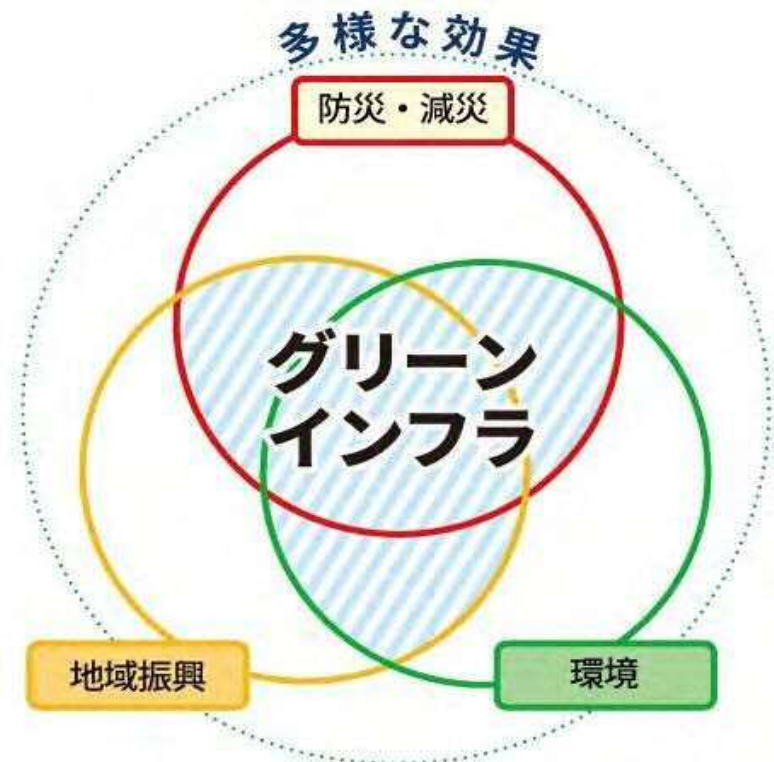 多様な効果
防災・減災
グリーン
インフラ
地域振興
環境